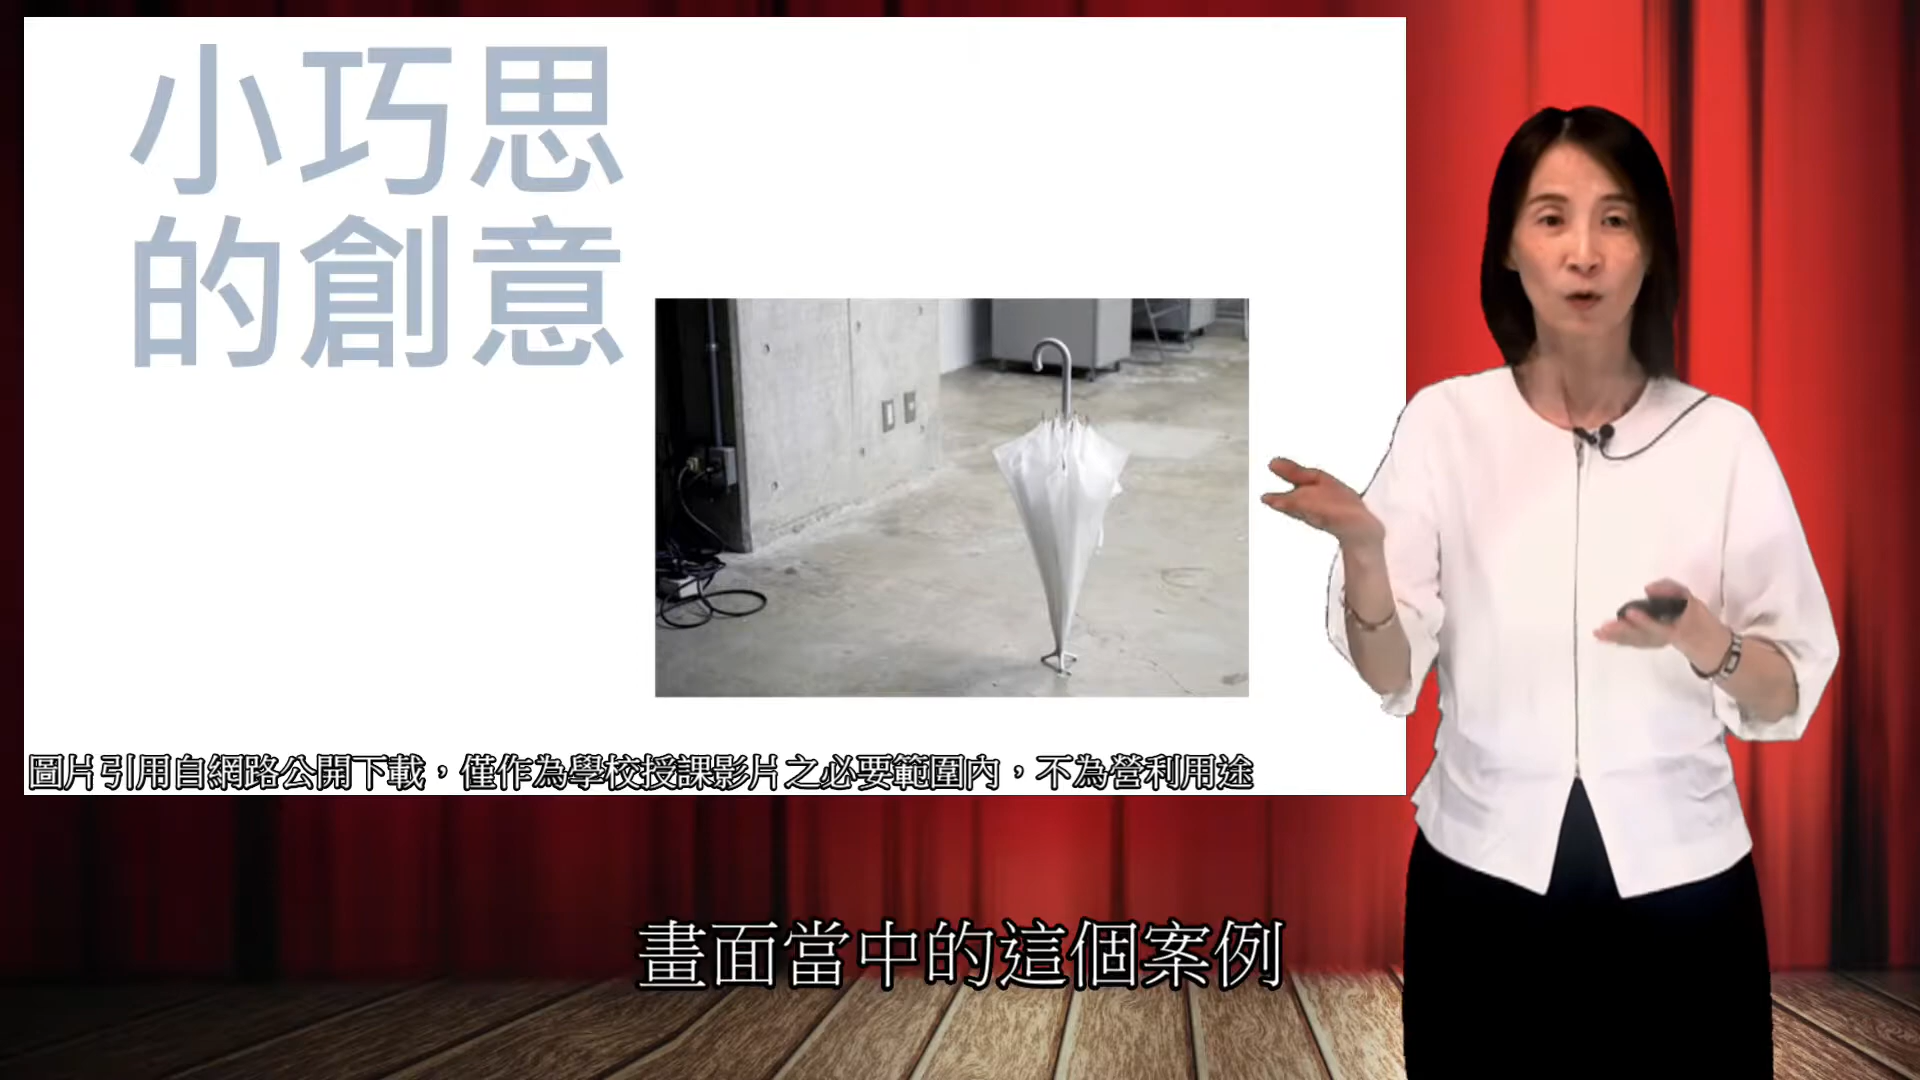 小巧思
的創意
圖片引用自網路公開下載，僅作為學校授課影片之必要範圍內，不為營利用途
畫面當中的這個案例